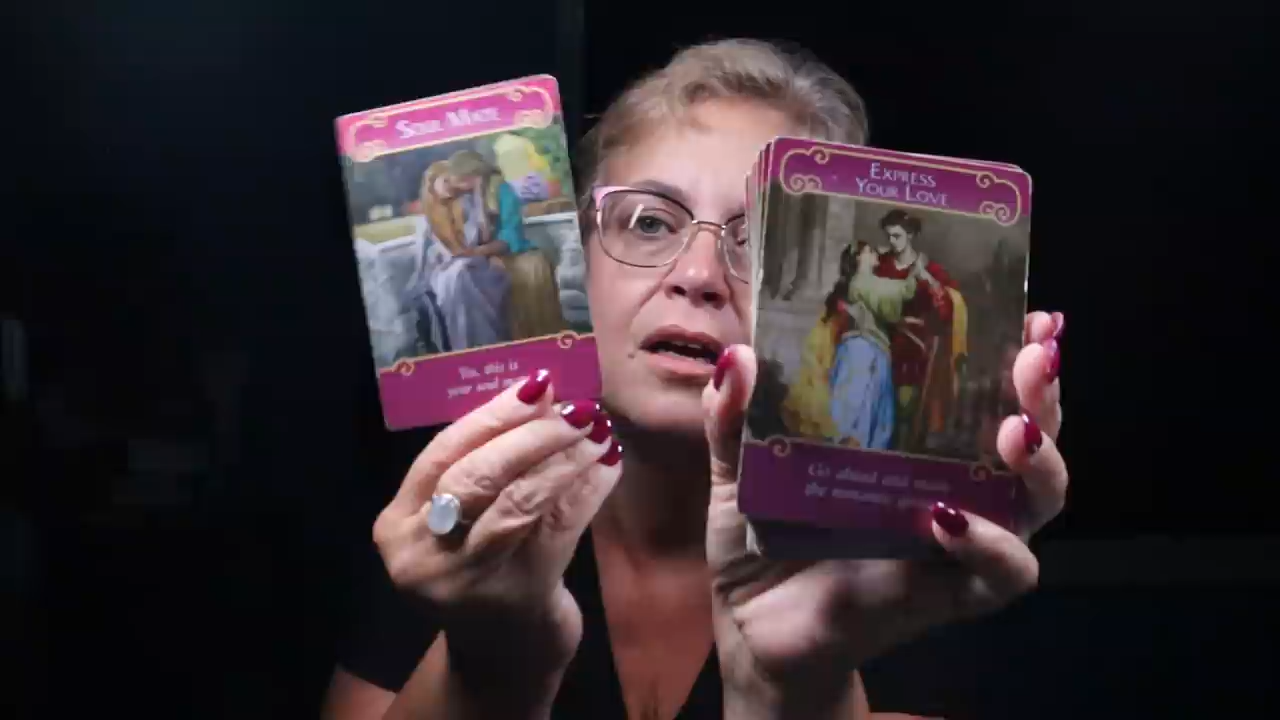 SOUL MATE
Yes, this is
your soul
EXPRESS
YOUR LOVE
Go ahead and make
the romantic